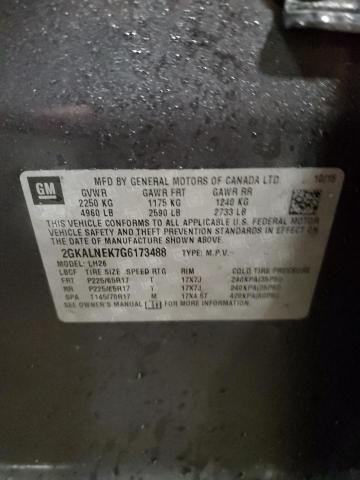 GM
MFD BY GENERAL MOTORS OF CANADA LTD. 10/15
GVWR GAWR FRT GAWR RR
2250 KG 1175 KG 1240 KG
4960 LB 2590 LB 2733 LB
THIS VEHICLE CONFORMS TO ALL APPLICABLE U.S. FEDERAL MOTOR
VEHICLE SAFETY AND THEFT PREVENTION STANDARDS IN EFFECT ON
THE DATE OF MANUFACTURE SHOWN ABOVE.
2GKALNEK7G6173488 TYPE: M.P.V.
MODEL: LH26
LBCF TIRE SIZE SPEED RTG RIM COLD TIRE PRESSURE
FRT P225/65R17 T 17X7J 240KPA(35PSI)
RR P225/65R17 T 17X7J 240KPA(35PSI)
SPA T145/70R17 M 17X4.5T 420KPA(60PSI)
SEE OWNER'S MANUAL FOR MORE INFORMATION.